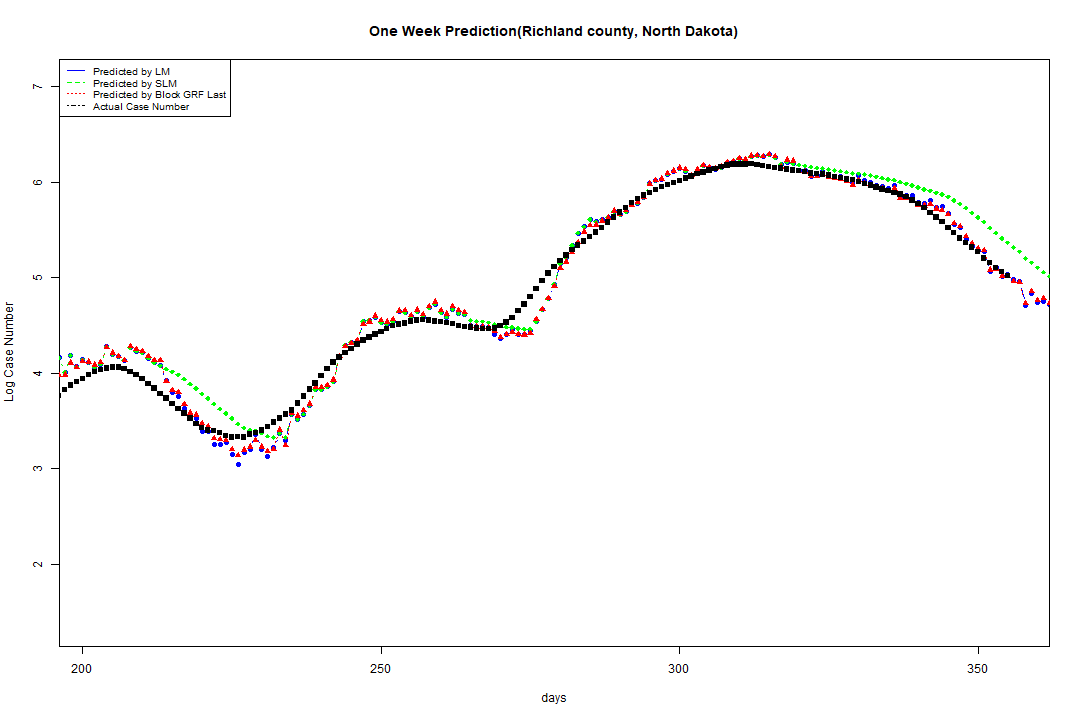 One Week Prediction(Richland county, North Dakota)
Predicted by LM
Predicted by SLM
Predicted by Block GRF Last
Actual Case Number
7
6
5
4
3
2
Log Case Number
200 250 300 350
days